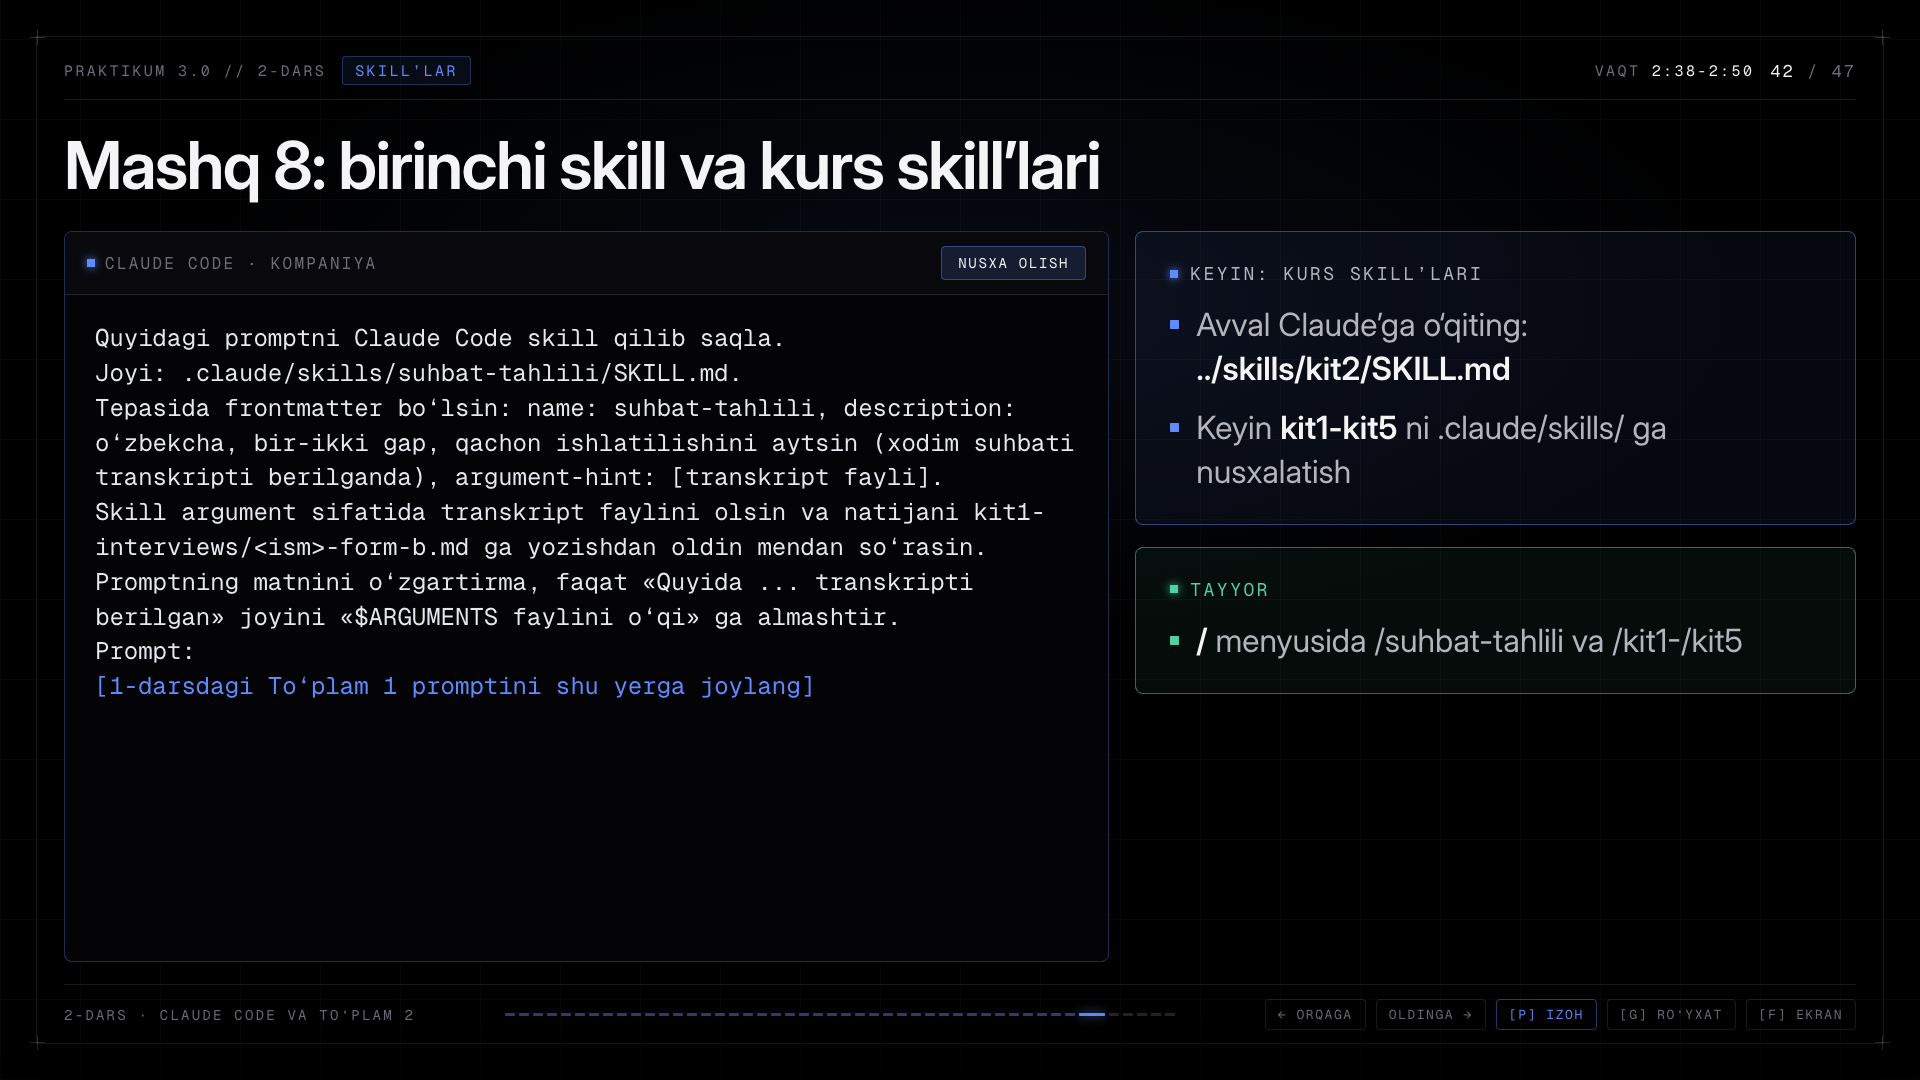 PRAKTIKUM 3.0 // 2-DARS SKILL’LAR
VAQT 2:38-2:50 42 / 47
Mashq 8: birinchi skill va kurs skill’lari
CLAUDE CODE · KOMPANIYA
NUSXA OLISH
Quyidagi promptni Claude Code skill qilib saqla.
Joyi: .claude/skills/suhbat-tahlili/SKILL.md.
Tepasida frontmatter bo‘lsin: name: suhbat-tahlili, description:
o‘zbekcha, bir-ikki gap, qachon ishlatilishini aytsin (xodim suhbati
transkripti berilganda), argument-hint: [transkript fayli].
Skill argument sifatida transkript faylini olsin va natijani kit1-
interviews/<ism>-form-b.md ga yozishdan oldin mendan so‘rasin.
Promptning matnini o‘zgartirma, faqat «Quyida ... transkripti
berilgan» joyini «$ARGUMENTS faylini o‘qi» ga almashtir.
Prompt:
[1-darsdagi To‘plam 1 promptini shu yerga joylang]
KEYIN: KURS SKILL’LARI
Avval Claude’ga o‘qiting:
../skills/kit2/SKILL.md
Keyin kit1-kit5 ni .claude/skills/ ga
nusxalatish
TAYYOR
/ menyusida /suhbat-tahlili va /kit1-/kit5
2-DARS · CLAUDE CODE VA TO‘PLAM 2
← ORQAGA
OLDINGA →
[P] IZOH
[G] RO‘YXAT
[F] EKRAN